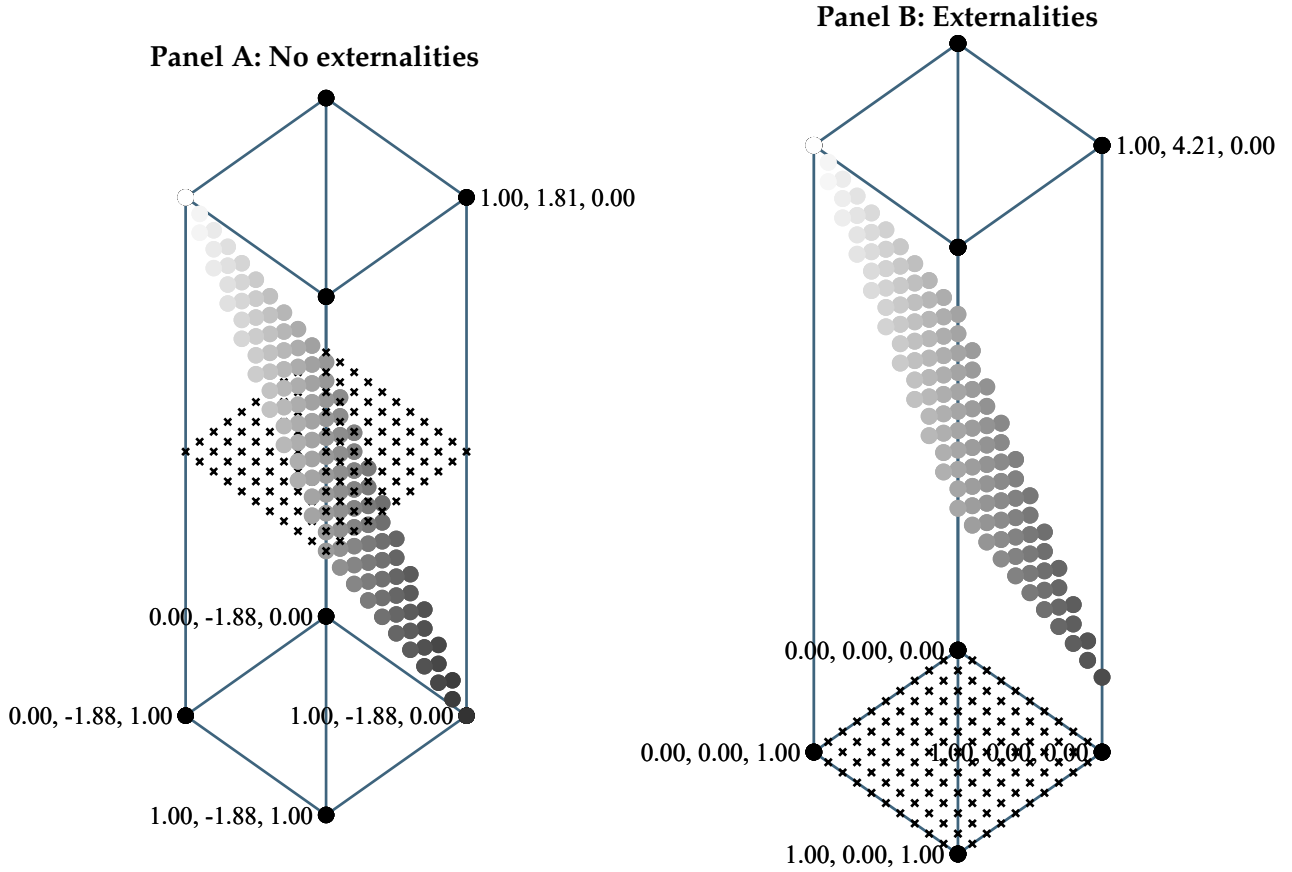 Panel A: No externalities
1.00, 1.81, 0.00
0.00, -1.88, 0.00
0.00, -1.88, 1.00
1.00, -1.88, 0.00
1.00, -1.88, 1.00
Panel B: Externalities
1.00, 4.21, 0.00
0.00, 0.00, 0.00
0.00, 0.00, 1.00
1.00, 0.00, 0.00
1.00, 0.00, 1.00